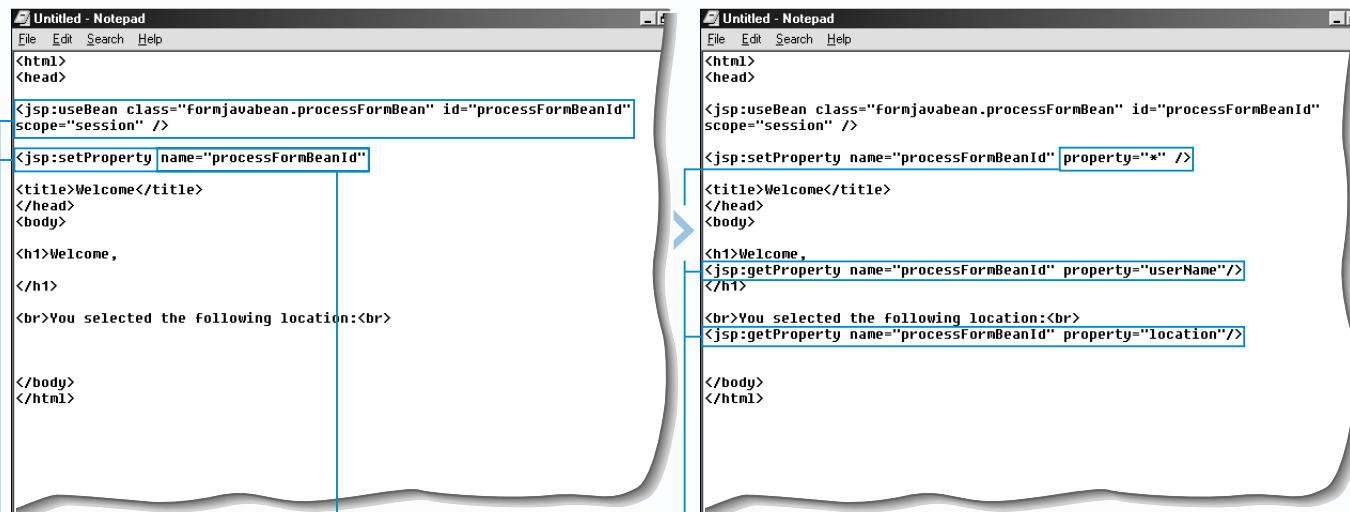 Untitled - Notepad
File Edit Search Help
<html>
<head>
<jsp:useBean class="formjavabean.processFormBean" id="processFormBeanId"
scope="session" />
<jsp:setProperty name="processFormBeanId"
<title>Welcome</title>
</head>
<body>
<h1>Welcome,
</h1>
<br>You selected the following location:<br>
</body>
</html>
Untitled - Notepad
File Edit Search Help
<html>
<head>
<jsp:useBean class="formjavabean.processFormBean" id="processFormBeanId"
scope="session" />
<jsp:setProperty name="processFormBeanId" property="*" />
<title>Welcome</title>
</head>
<body>
<h1>Welcome,
<jsp:getProperty name="processFormBeanId" property="userName"/>
</h1>
<br>You selected the following location:<br>
<jsp:getProperty name="processFormBeanId" property="location"/>
</body>
</html>